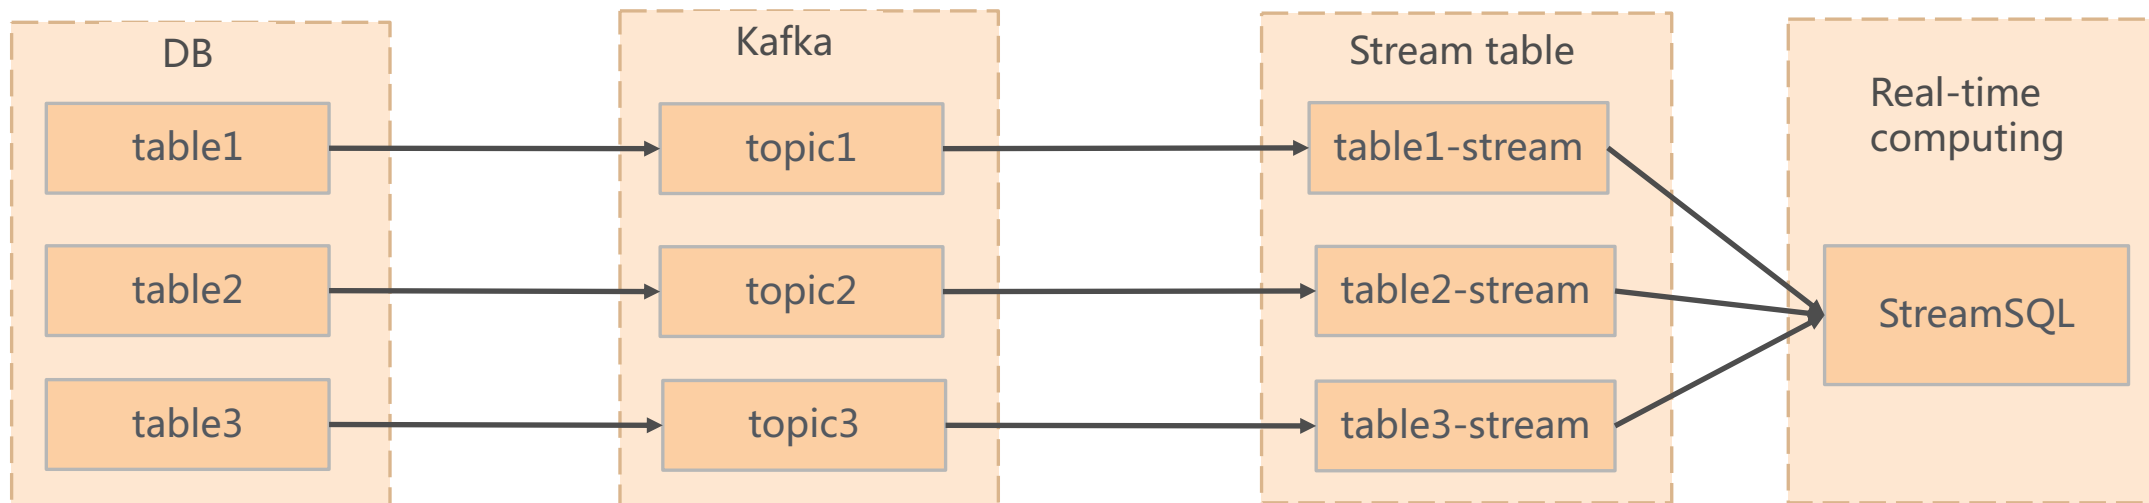 DB
table1
table2
table3
Kafka
topic1
topic2
topic3
Stream table
table1-stream
table2-stream
table3-stream
Real-time
computing
StreamSQL